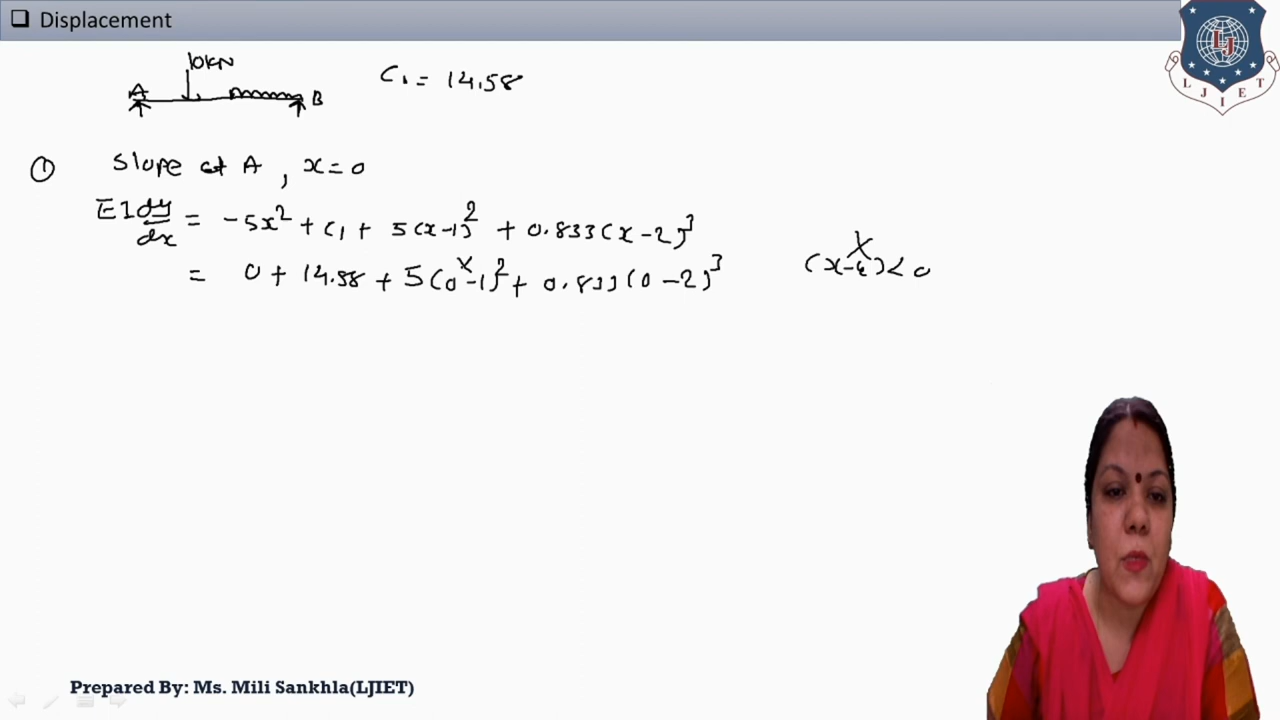 Displacement
LJIET
10kN
A B
C₁ = 14.58
① Slope at A, x=0
EI dy/dx = -5x² + C₁ + 5(x-1)² + 0.833(x-2)³
= 0 + 14.58 + 5(0-1)² + 0.833(0-2)³
< 0
Prepared By: Ms. Mili Sankhla(LJIET)